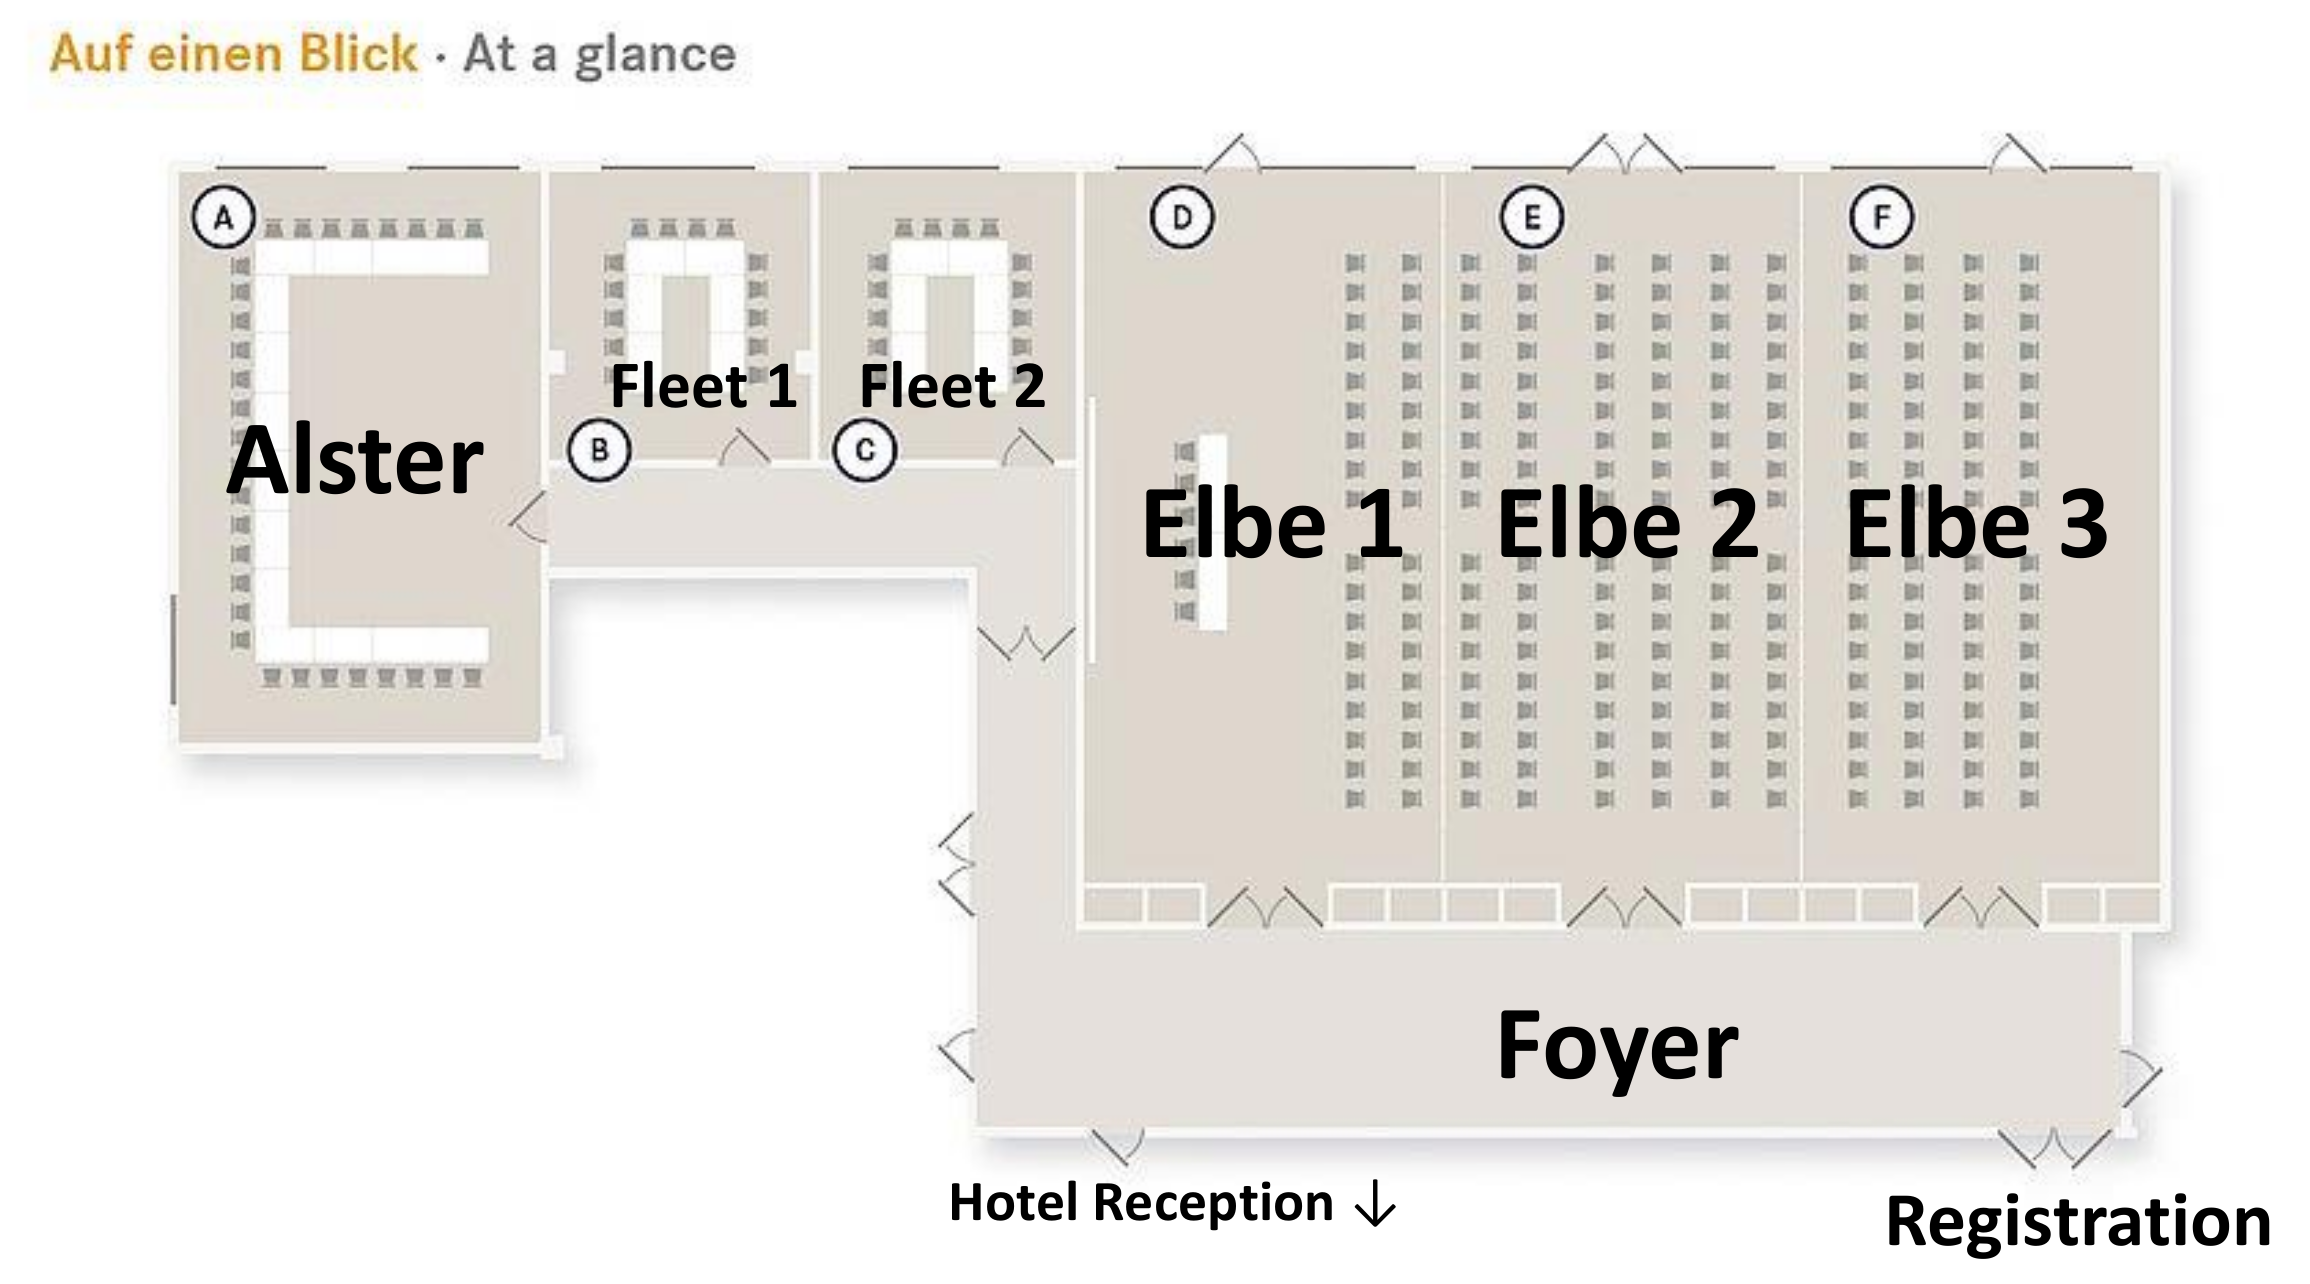 Auf einen Blick · At a glance
A
B
C
D
E
F
Alster
Fleet 1
Fleet 2
Elbe 1
Elbe 2
Elbe 3
Foyer
Hotel Reception ↓
Registration